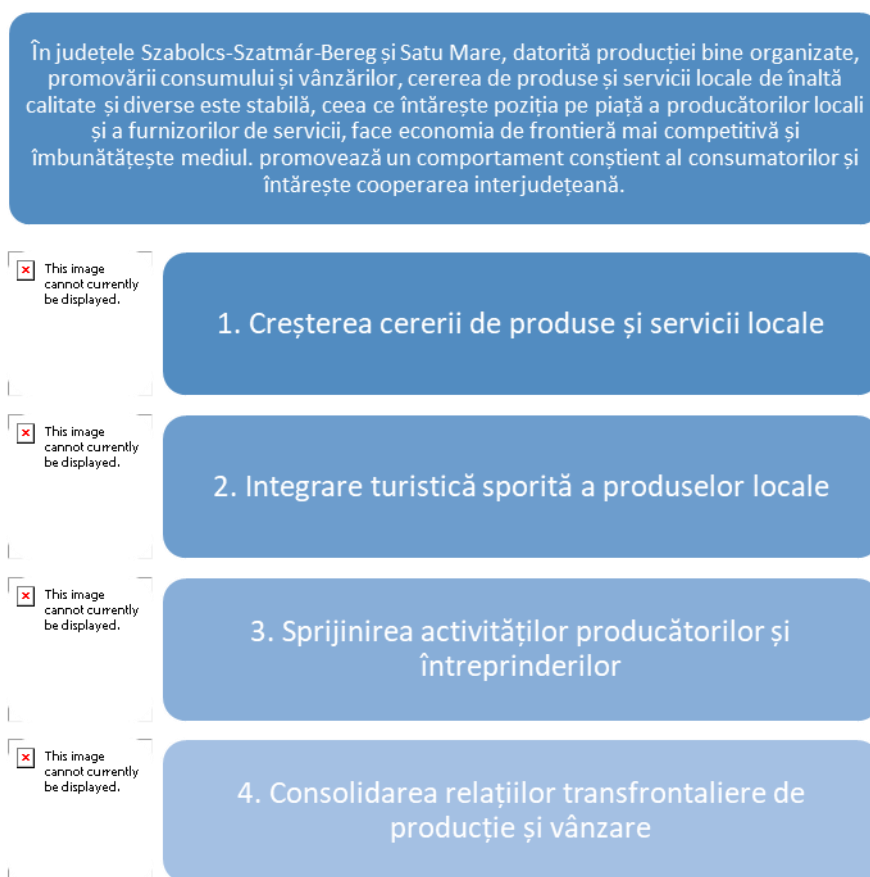 În județele Szabolcs-Szatmár-Bereg și Satu Mare, datorită producției bine organizate,
promovării consumului și vânzărilor, cererea de produse și servicii locale de înaltă
calitate și diverse este stabilă, ceea ce întărește poziția pe piață a producătorilor locali
și a furnizorilor de servicii, face economia de frontieră mai competitivă și
îmbunătățește mediul. promovează un comportament conștient al consumatorilor și
întărește cooperarea interjudețeană.
This image
cannot currently
be displayed.
1. Creșterea cererii de produse și servicii locale
This image
cannot currently
be displayed.
2. Integrare turistică sporită a produselor locale
This image
cannot currently
be displayed.
3. Sprijinirea activităților producătorilor și
întreprinderilor
This image
cannot currently
be displayed.
4. Consolidarea relațiilor transfrontaliere de
producție și vânzare